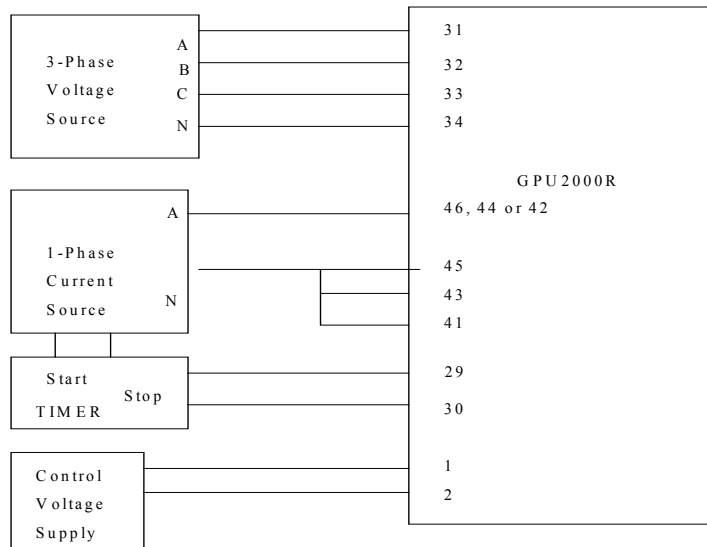 3-Phase
Voltage
Source
A
B
C
N
31
32
33
34
GPU2000R
1-Phase
Current
Source
A
N
46, 44 or 42
45
43
41
Start
Stop
TIMER
29
30
Control
Voltage
Supply
1
2